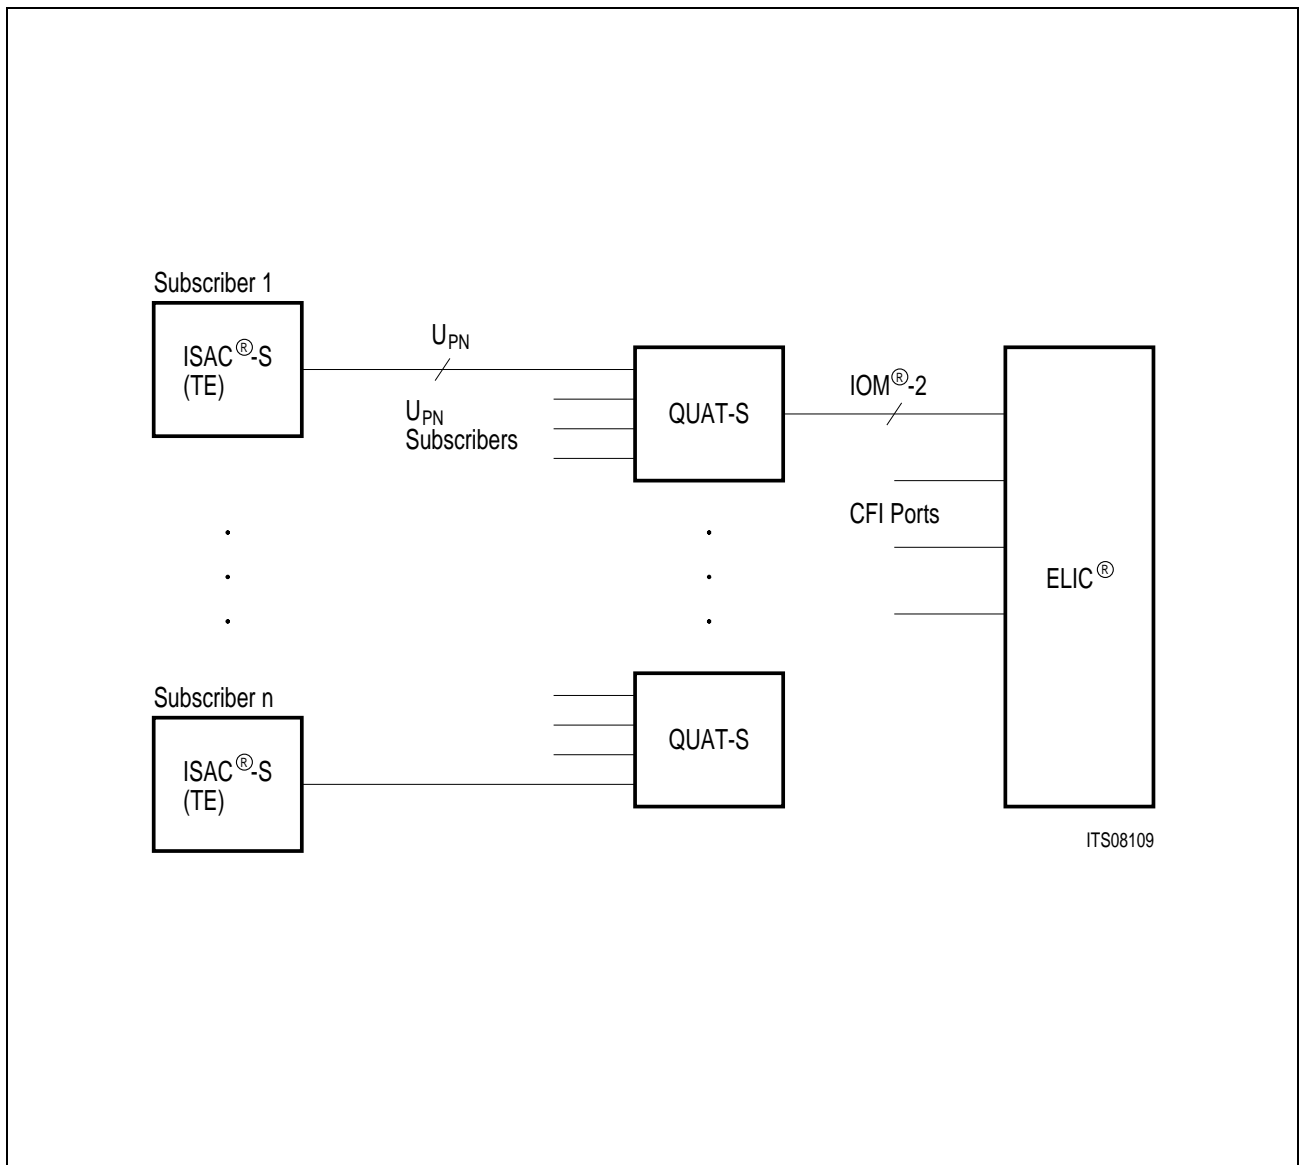 Subscriber 1
ISAC®-S
(TE)
UPN
UPN
Subscribers
QUAT-S
IOM®-2
CFI Ports
ELIC®
Subscriber n
ISAC®-S
(TE)
QUAT-S
ITS08109